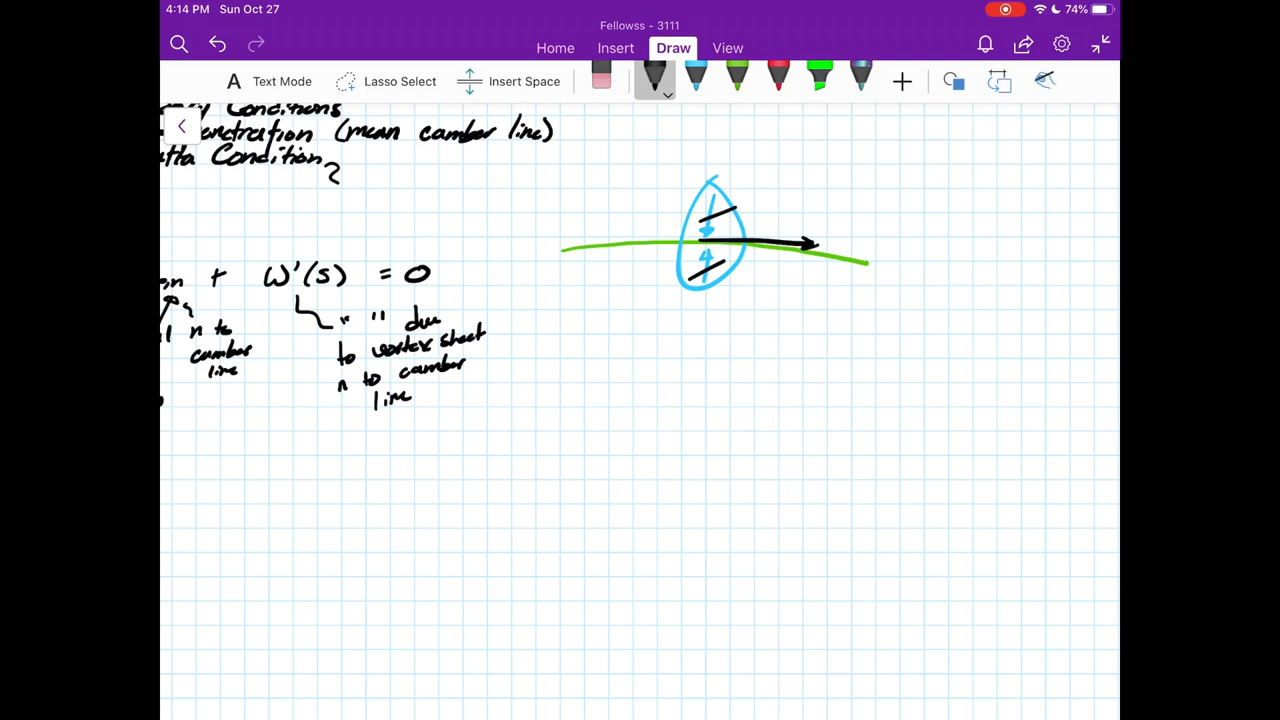 4:14 PM Sun Oct 27
74%
Fellowss - 3111
Home Insert Draw View
A Text Mode Lasso Select Insert Space
Conditions
(mean camber line)
Condition
+ ω'(s) = 0
n to
camber
line
" " due
to vortex sheet
n to camber
line